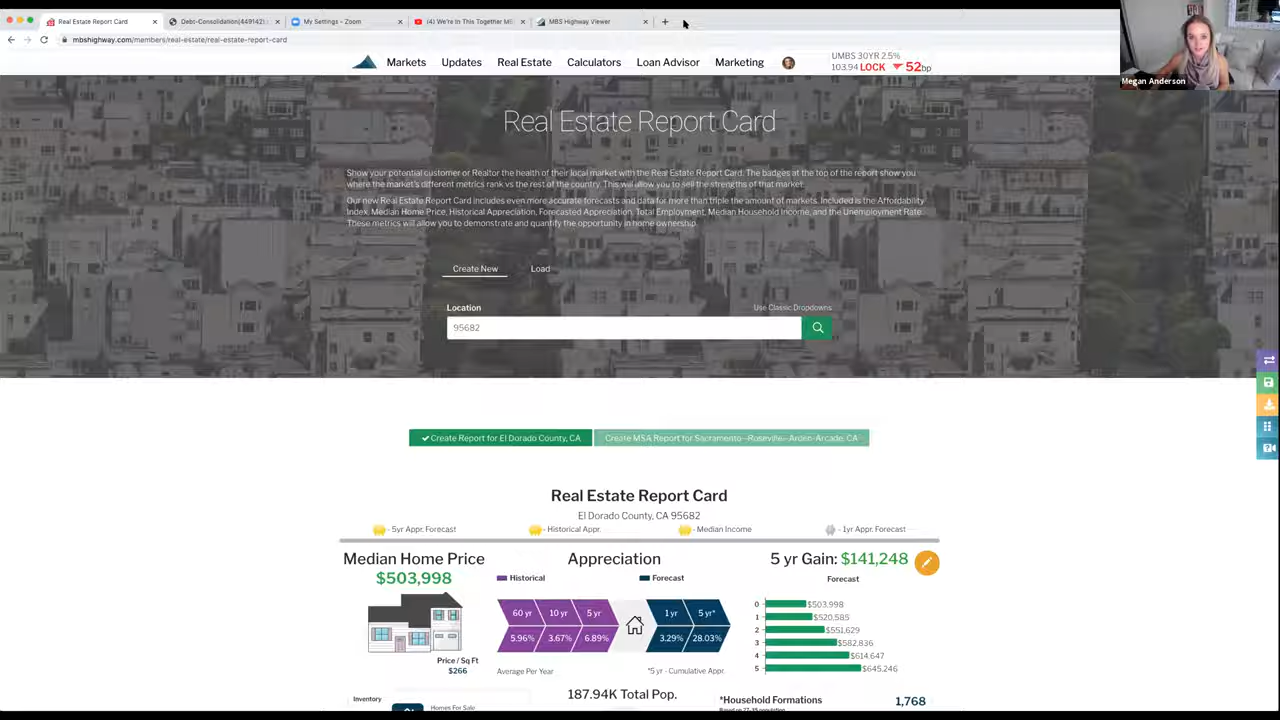 Real Estate Report Card
Debt-Consolidation(449142).
My Settings - Zoom
(4) We're In This Together MB
MBS Highway Viewer
mbshighway.com/members/real-estate/real-estate-report-card
Markets Updates Real Estate Calculators Loan Advisor Marketing
UMBS 30YR 2.5%
103.94 LOCK 52bp
Megan Anderson
Real Estate Report Card
Show your potential customer or Realtor the health of their local market with the Real Estate Report Card. The badges at the top of the report show you
where the market's different metrics rank vs the rest of the country. This will allow you to sell the strengths of that market.
Our new Real Estate Report Card includes even more accurate forecasts and data for more than triple the amount of markets. Included is the Affordability
Index, Median Home Price, Historical Appreciation, Forecasted Appreciation, Total Employment, Median Household Income, and the Unemployment Rate.
These metrics will allow you to demonstrate and quantify the opportunity in home ownership.
Create New Load
Location Use Classic Dropdowns
95682
Create Report for El Dorado County, CA Create MSA Report for Sacramento--Roseville--Arden-Arcade, CA
Real Estate Report Card
El Dorado County, CA 95682
- 5yr Appr. Forecast - Historical Appr. - Median Income - 1yr Appr. Forecast
Median Home Price
$503,998
Price / Sq Ft
$266
Appreciation
Historical Forecast
60 yr 10 yr 5 yr 1 yr 5 yr*
5.96% 3.67% 6.89% 3.29% 28.03%
Average Per Year *5 yr - Cumulative Appr.
5 yr Gain: $141,248
Forecast
0 $503,998
1 $520,585
2 $551,629
3 $582,836
4 $614,647
5 $645,246
Inventory
Homes For Sale
187.94K Total Pop.
*Household Formations 1,768